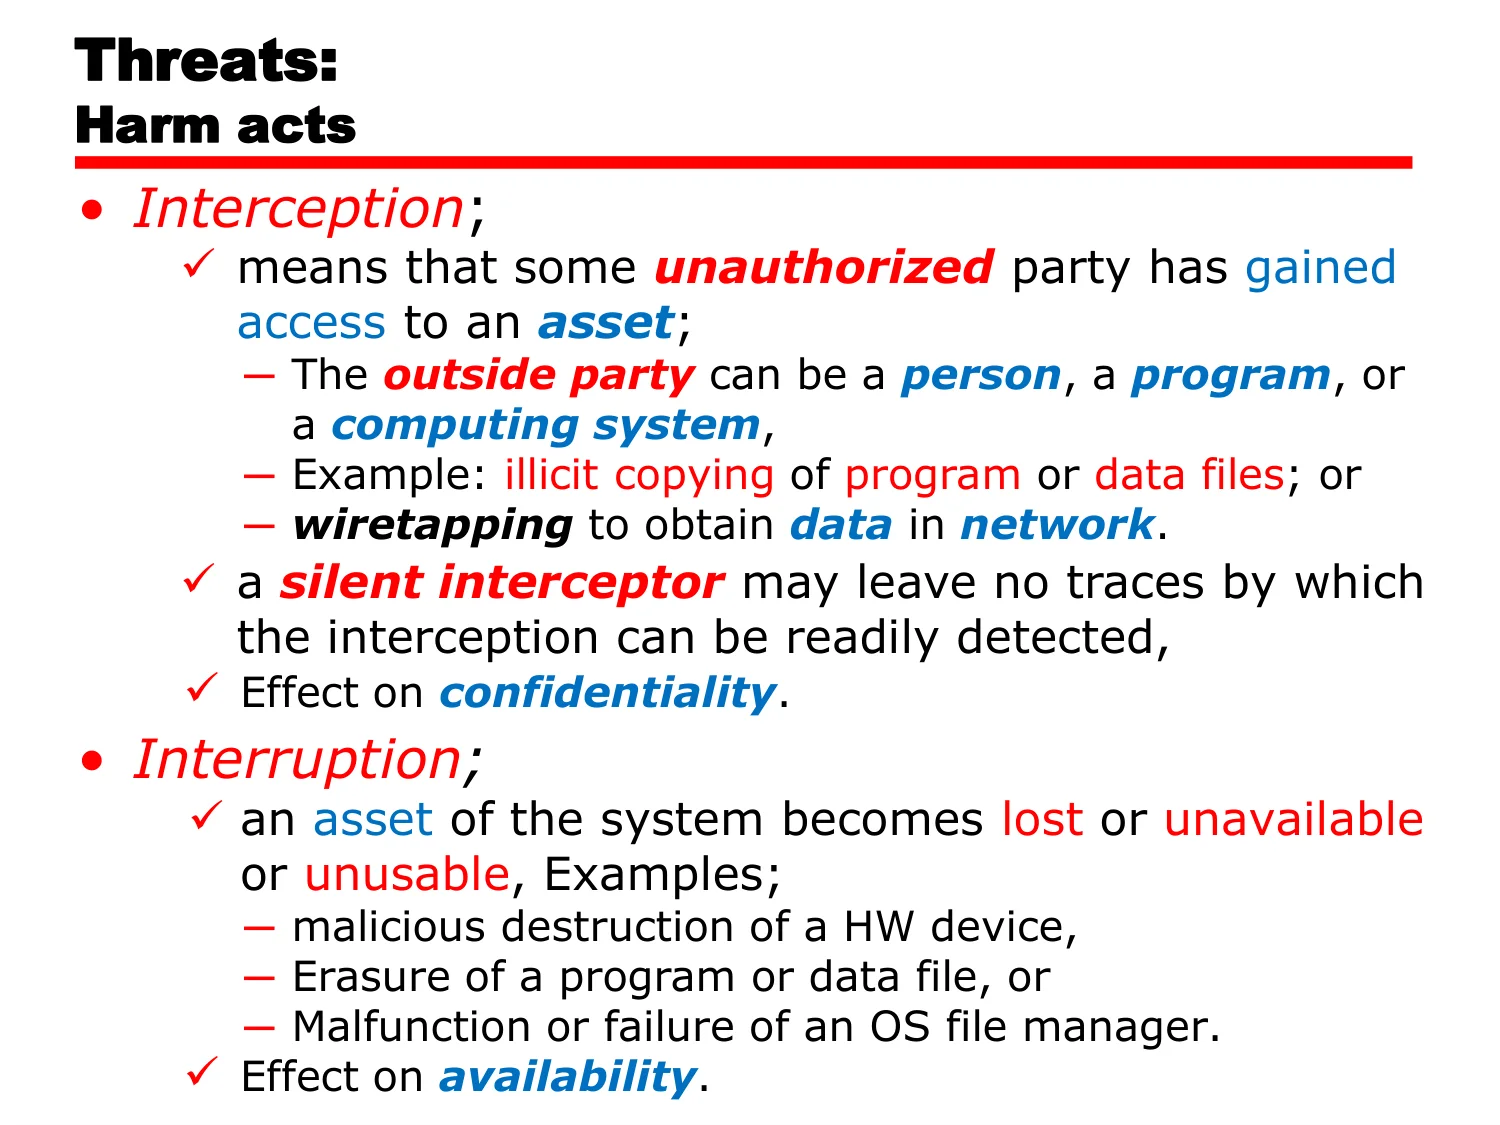 Threats:
Harm acts
• Interception;
✓ means that some unauthorized party has gained
access to an asset;
— The outside party can be a person, a program, or
a computing system,
— Example: illicit copying of program or data files; or
— wiretapping to obtain data in network.
✓ a silent interceptor may leave no traces by which
the interception can be readily detected,
✓ Effect on confidentiality.
• Interruption;
✓ an asset of the system becomes lost or unavailable
or unusable, Examples;
— malicious destruction of a HW device,
— Erasure of a program or data file, or
— Malfunction or failure of an OS file manager.
✓ Effect on availability.